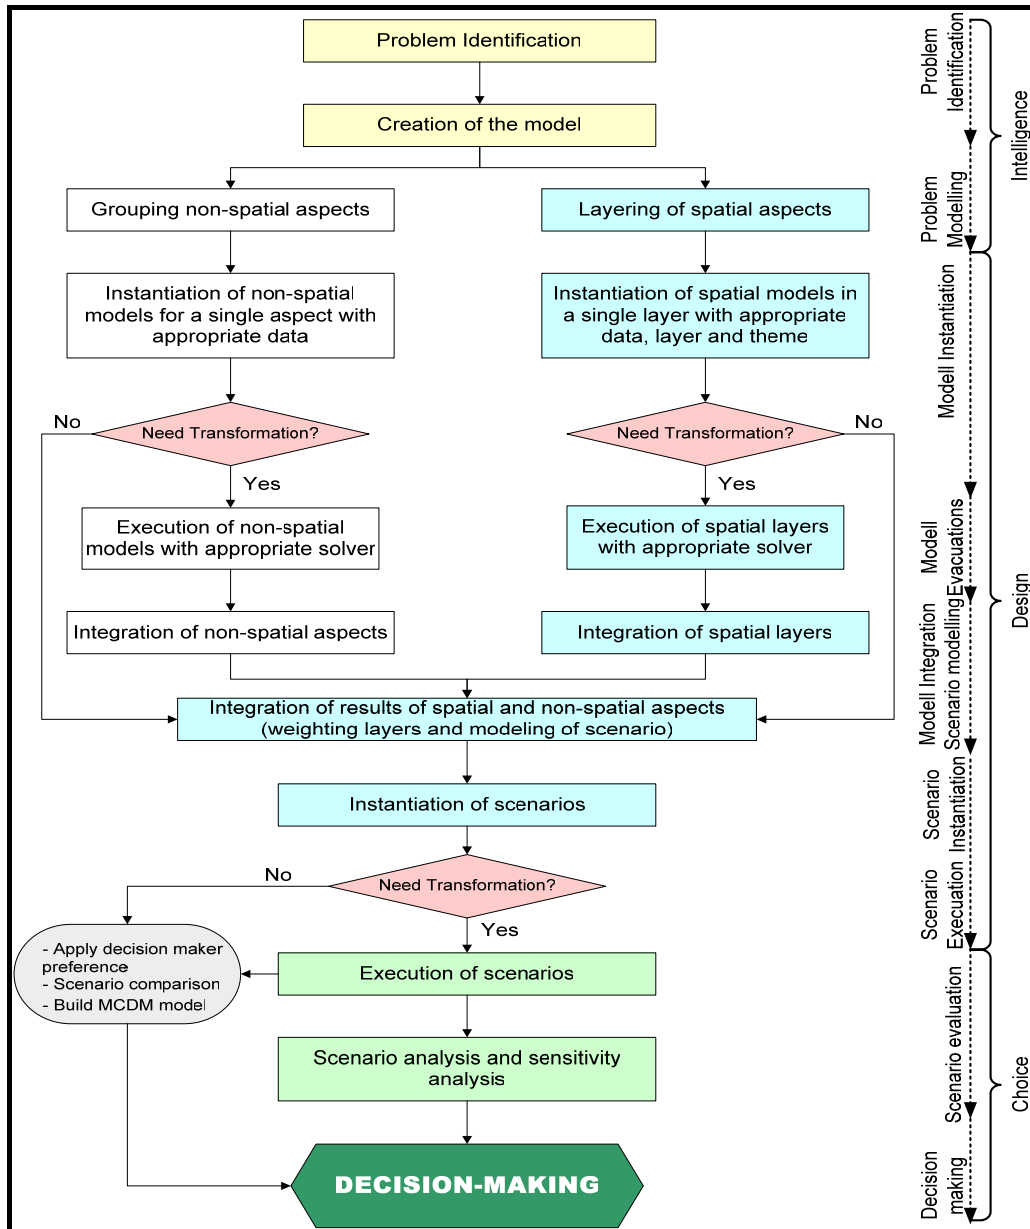 Problem Identification
Creation of the model
Grouping non-spatial aspects
Layering of spatial aspects
Instantiation of non-spatial
models for a single aspect with
appropriate data
Instantiation of spatial models in
a single layer with appropriate
data, layer and theme
No
Need Transformation?
Yes
Need Transformation?
No
Yes
Execution of non-spatial
models with appropriate solver
Execution of spatial layers
with appropriate solver
Integration of non-spatial aspects
Integration of spatial layers
Integration of results of spatial and non-spatial aspects
(weighting layers and modeling of scenario)
Instantiation of scenarios
No
Need Transformation?
Yes
- Apply decision maker
preference
- Scenario comparison
- Build MCDM model
Execution of scenarios
Scenario analysis and sensitivity
analysis
DECISION-MAKING
Problem
Identification
Problem
Modelling
Modell Instantiation
Modell
Evacuations
Modell Integration
Scenario modelling
Scenario
Instantiation
Scenario
Execuation
Scenario evaluation
Decision
making
Intelligence
Design
Choice